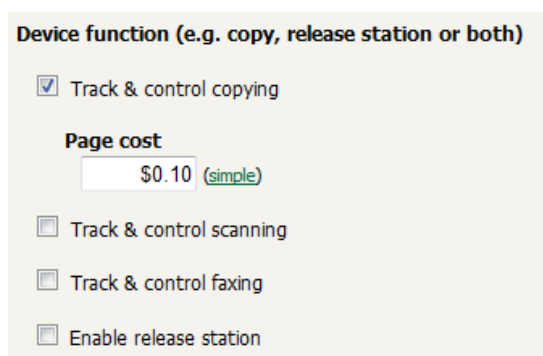 Device function (e.g. copy, release station or both)
Track & control copying
Page cost
$0.10 (simple)
Track & control scanning
Track & control faxing
Enable release station